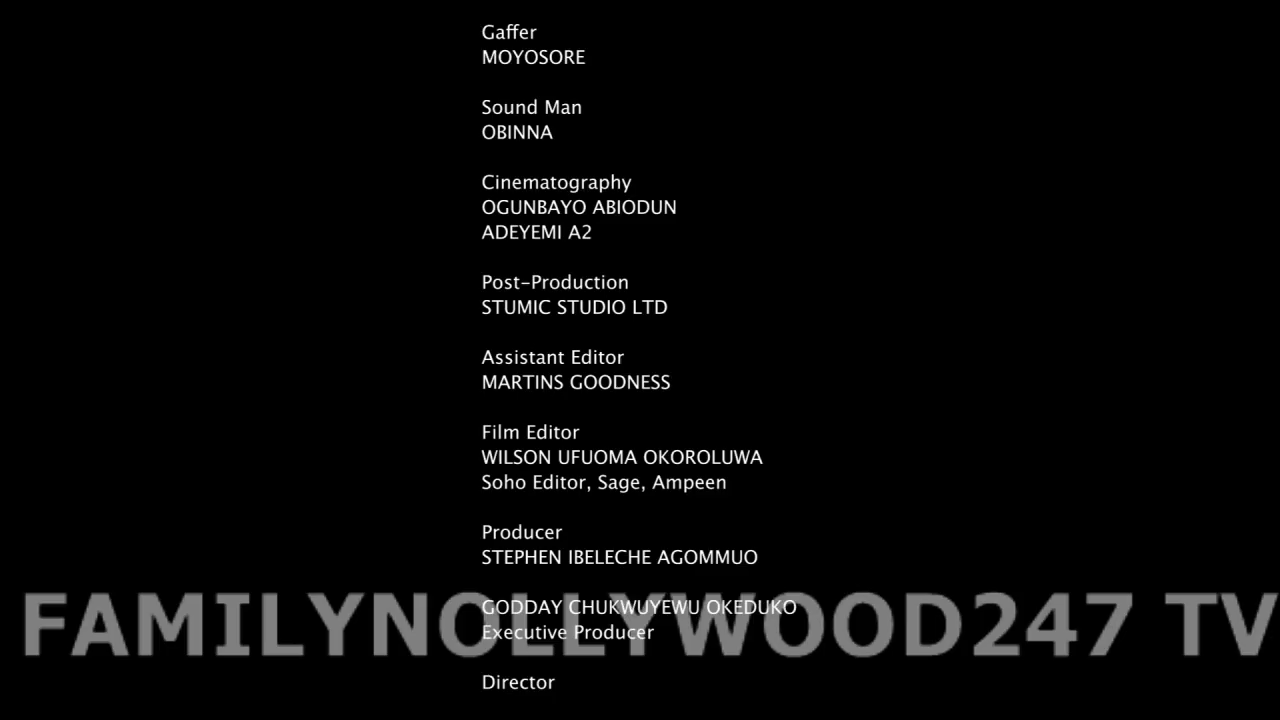 Gaffer
MOYOSORE
Sound Man
OBINNA
Cinematography
OGUNBAYO ABIODUN
ADEYEMI A2
Post-Production
STUMIC STUDIO LTD
Assistant Editor
MARTINS GOODNESS
Film Editor
WILSON UFUOMA OKOROLUWA
Soho Editor, Sage, Ampeen
Producer
STEPHEN IBELECHE AGOMMUO
GODDAY CHUKWUYEWU OKEDUKO
FAMILYNOLLYWOOD247 TV
Executive Producer
Director